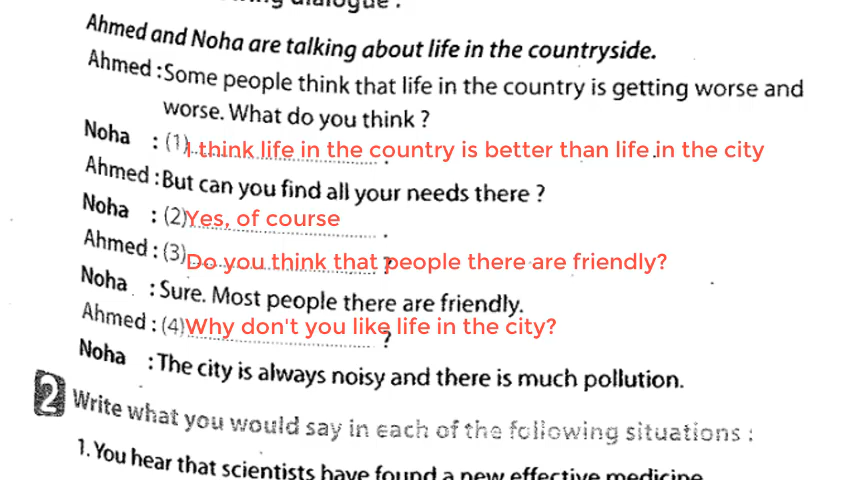 dialogue :
Ahmed and Noha are talking about life in the countryside.
Ahmed : Some people think that life in the country is getting worse and
worse. What do you think ?
Noha : (1) I think life in the country is better than life in the city.
Ahmed : But can you find all your needs there ?
Noha : (2) Yes, of course .
Ahmed : (3) Do you think that people there are friendly? ?
Noha : Sure. Most people there are friendly.
Ahmed : (4) Why don't you like life in the city? ?
Noha : The city is always noisy and there is much pollution.
2 Write what you would say in each of the following situations :
1. You hear that scientists have found a new effective medicine